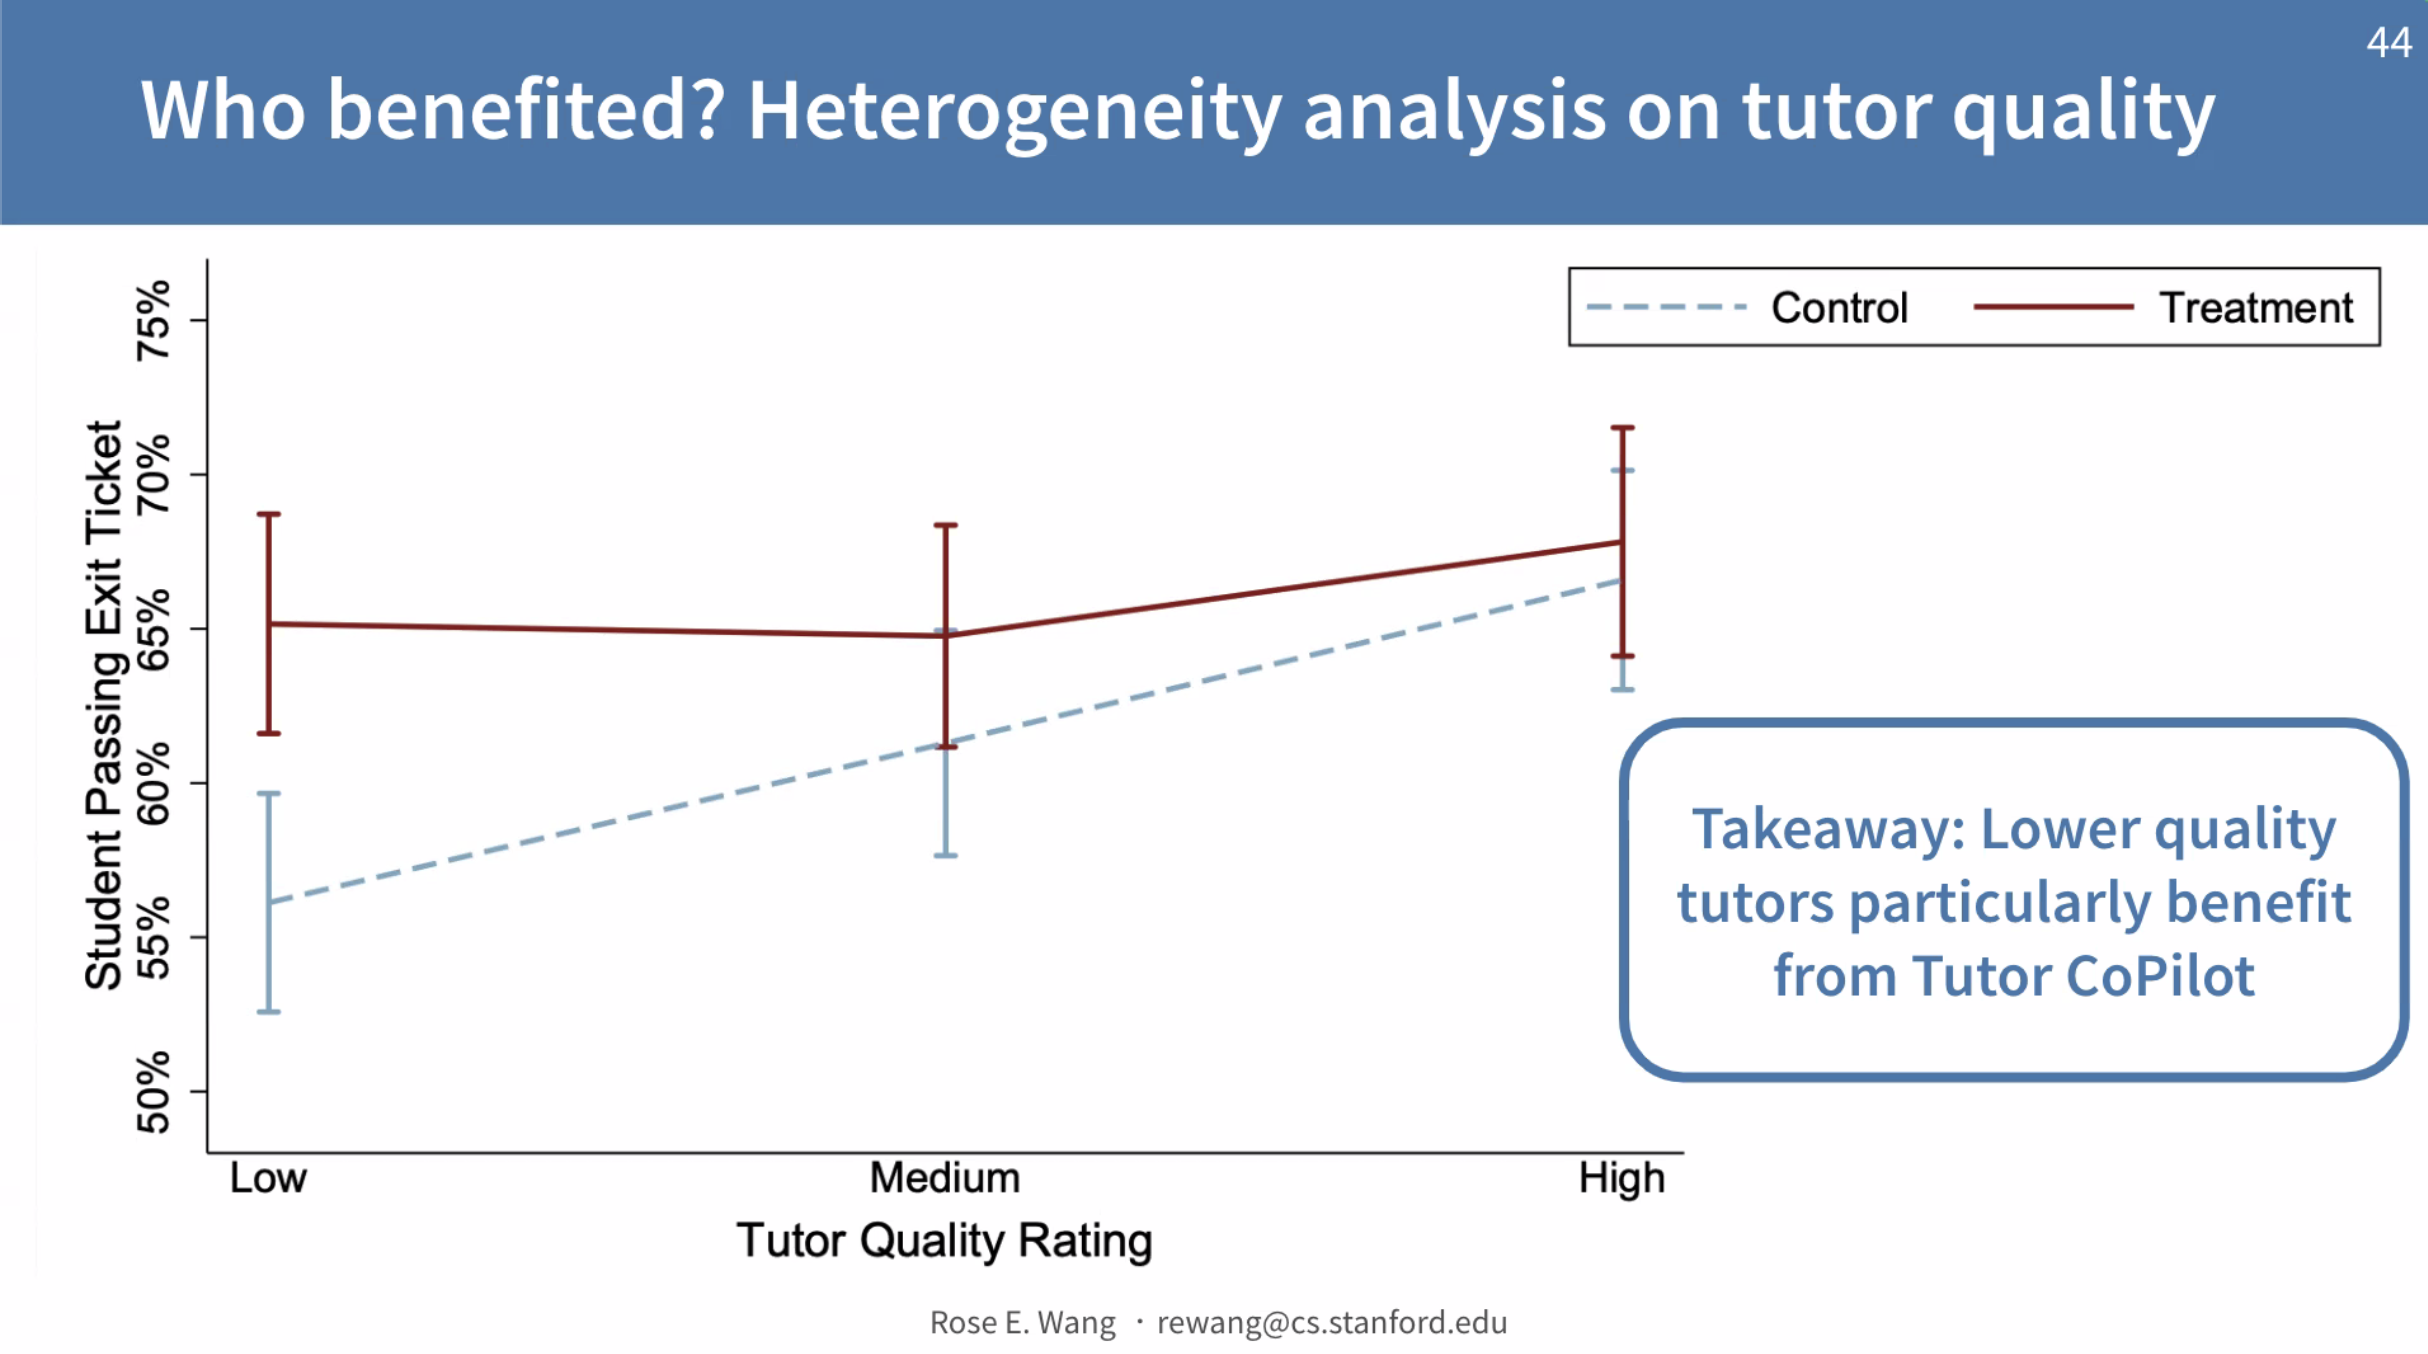 44
Who benefited? Heterogeneity analysis on tutor quality
Control
Treatment
Student Passing Exit Ticket
75%
70%
65%
60%
55%
50%
Low
Medium
High
Tutor Quality Rating
Takeaway: Lower quality
tutors particularly benefit
from Tutor CoPilot
Rose E. Wang · rewang@cs.stanford.edu